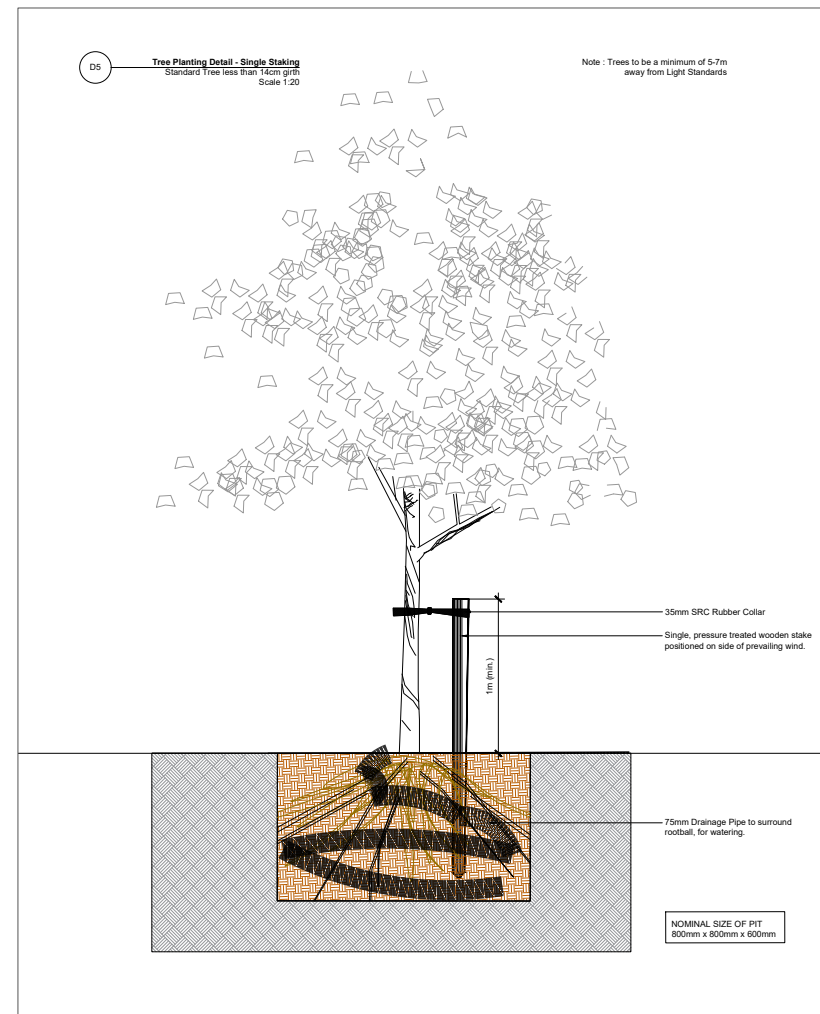 D5
Tree Planting Detail - Single Staking
Standard Tree less than 14cm girth
Scale 1:20
Note : Trees to be a minimum of 5-7m
away from Light Standards
35mm SRC Rubber Collar
Single, pressure treated wooden stake
positioned on side of prevailing wind.
1m (min.)
75mm Drainage Pipe to surround
rootball, for watering.
NOMINAL SIZE OF PIT
800mm x 800mm x 600mm